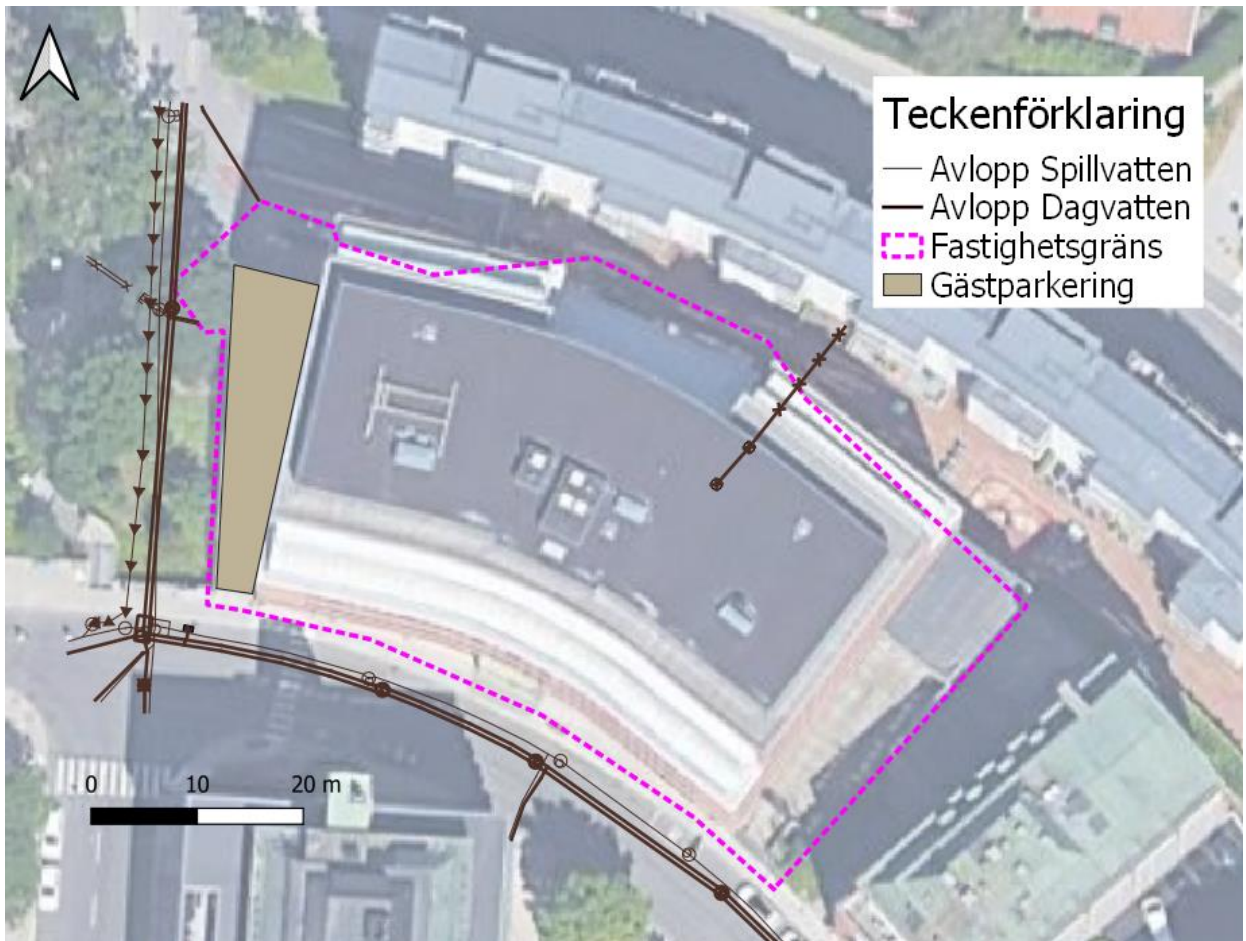 Teckenförklaring
Avlopp Spillvatten
Avlopp Dagvatten
Fastighetsgräns
Gästparkering
0 10 20 m